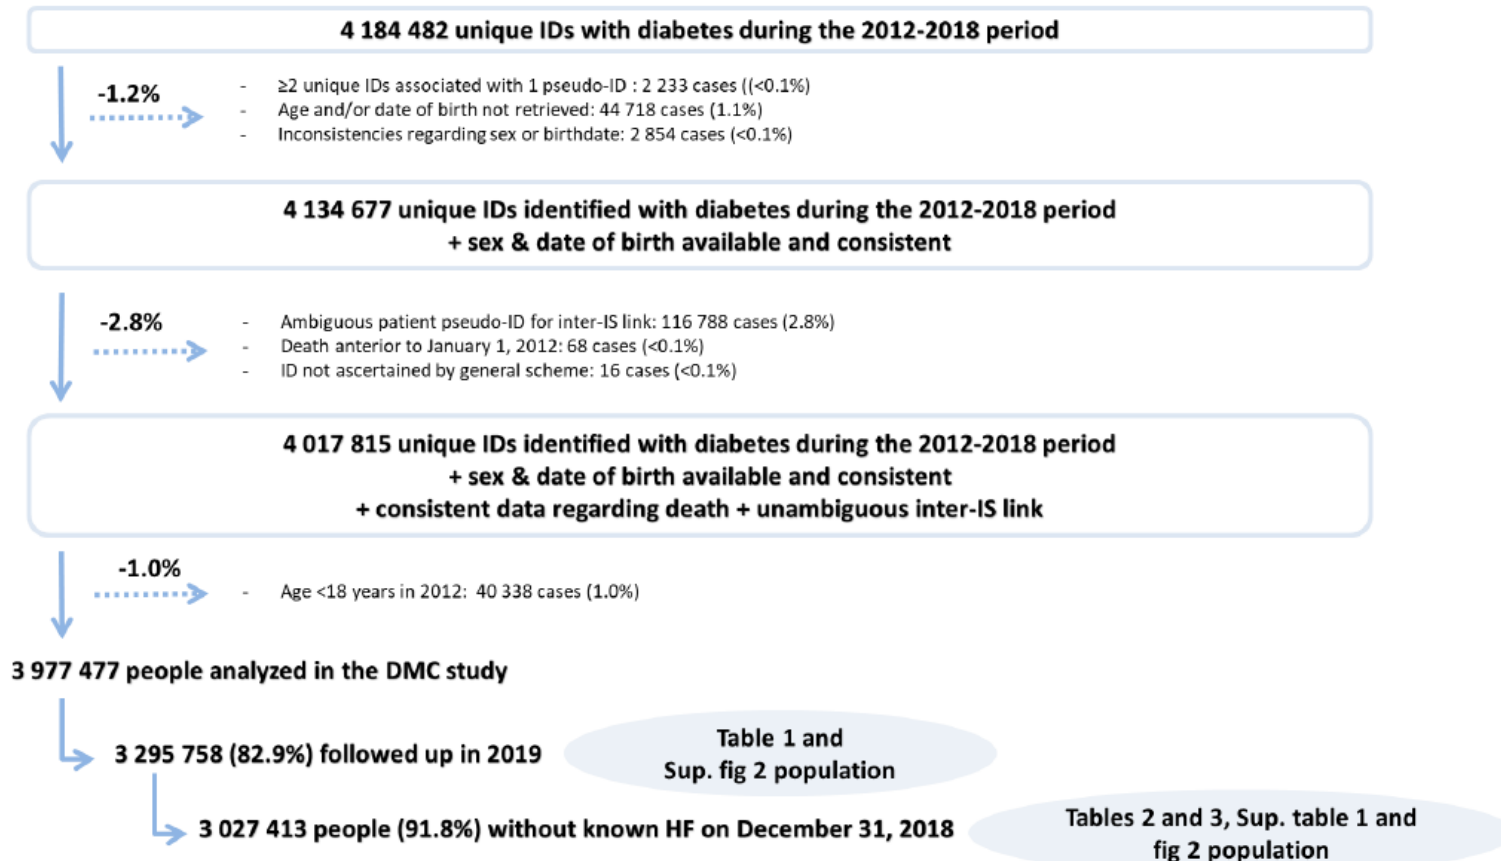 4 184 482 unique IDs with diabetes during the 2012-2018 period
-1.2%
- ≥2 unique IDs associated with 1 pseudo-ID : 2 233 cases ((<0.1%)
- Age and/or date of birth not retrieved: 44 718 cases (1.1%)
- Inconsistencies regarding sex or birthdate: 2 854 cases (<0.1%)
4 134 677 unique IDs identified with diabetes during the 2012-2018 period
+ sex & date of birth available and consistent
-2.8%
- Ambiguous patient pseudo-ID for inter-IS link: 116 788 cases (2.8%)
- Death anterior to January 1, 2012: 68 cases (<0.1%)
- ID not ascertained by general scheme: 16 cases (<0.1%)
4 017 815 unique IDs identified with diabetes during the 2012-2018 period
+ sex & date of birth available and consistent
+ consistent data regarding death + unambiguous inter-IS link
-1.0%
- Age <18 years in 2012: 40 338 cases (1.0%)
3 977 477 people analyzed in the DMC study
3 295 758 (82.9%) followed up in 2019
Table 1 and
Sup. fig 2 population
3 027 413 people (91.8%) without known HF on December 31, 2018
Tables 2 and 3, Sup. table 1 and
fig 2 population